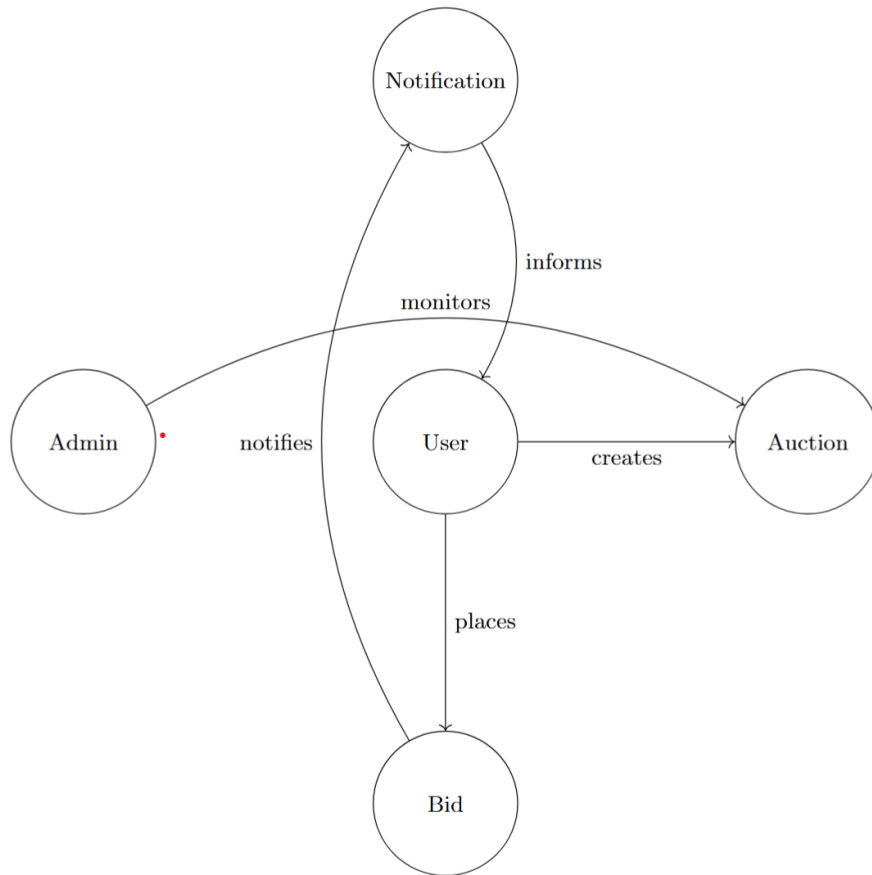 Notification
informs
monitors
Admin
notifies
User
creates
Auction
places
Bid